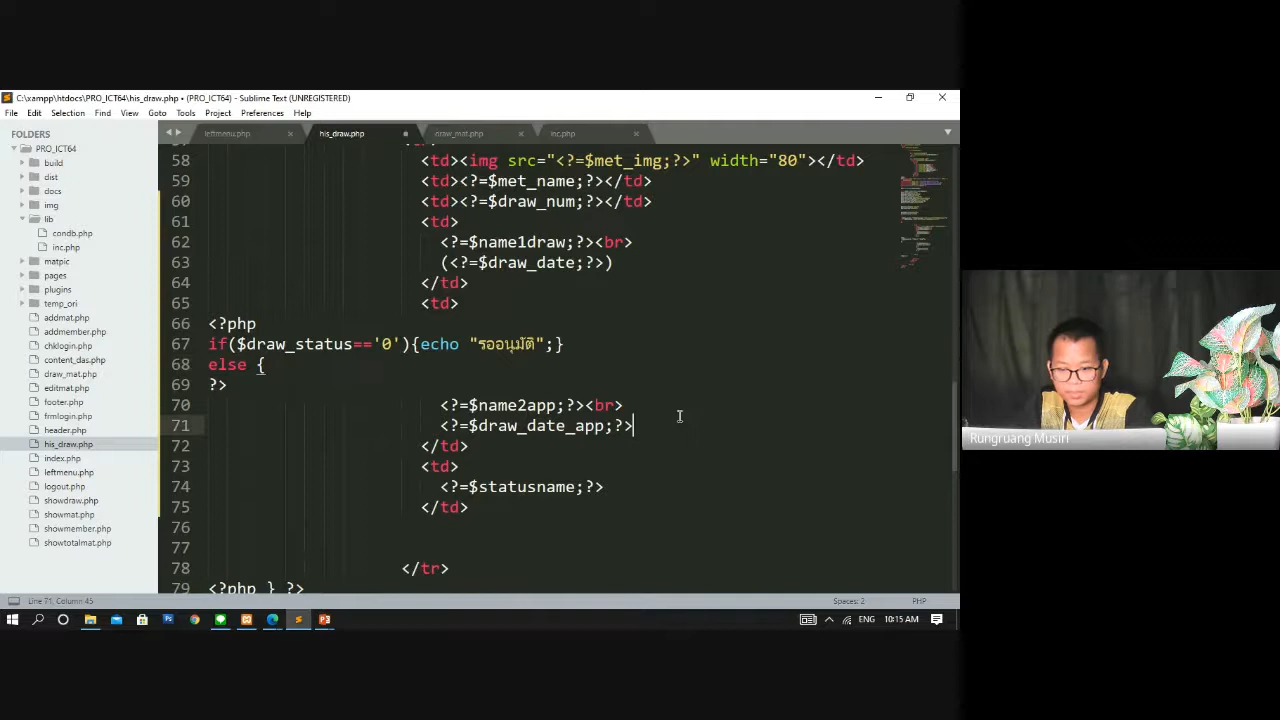 C:\xampp\htdocs\PRO_ICT64\his_draw.php • (PRO_ICT64) - Sublime Text (UNREGISTERED)
File Edit Selection Find View Goto Tools Project Preferences Help
FOLDERS
PRO_ICT64
build
dist
docs
img
lib
condb.php
inc.php
matpic
pages
plugins
temp_ori
addmat.php
addmember.php
chklogin.php
content_das.php
draw_mat.php
editmat.php
footer.php
frmlogin.php
header.php
his_draw.php
index.php
leftmenu.php
logout.php
showdraw.php
showmat.php
showmember.php
showtotalmat.php
leftmenu.php his_draw.php draw_mat.php inc.php
58 <td><img src="<?=$met_img;?>" width="80"></td>
59 <td><?=$met_name;?></td>
60 <td><?=$draw_num;?></td>
61 <td>
62 <?=$name1draw;?><br>
63 (<?=$draw_date;?>)
64 </td>
65 <td>
66 <?php
67 if($draw_status=='0'){echo "รออนุมัติ";}
68 else {
69 ?>
70 <?=$name2app;?><br>
71 <?=$draw_date_app;?>
72 </td>
73 <td>
74 <?=$statusname;?>
75 </td>
76
77
78 </tr>
79 <?php } ?>
Line 71, Column 45 Spaces: 2 PHP
ENG 10:15 AM
Rungruang Musiri